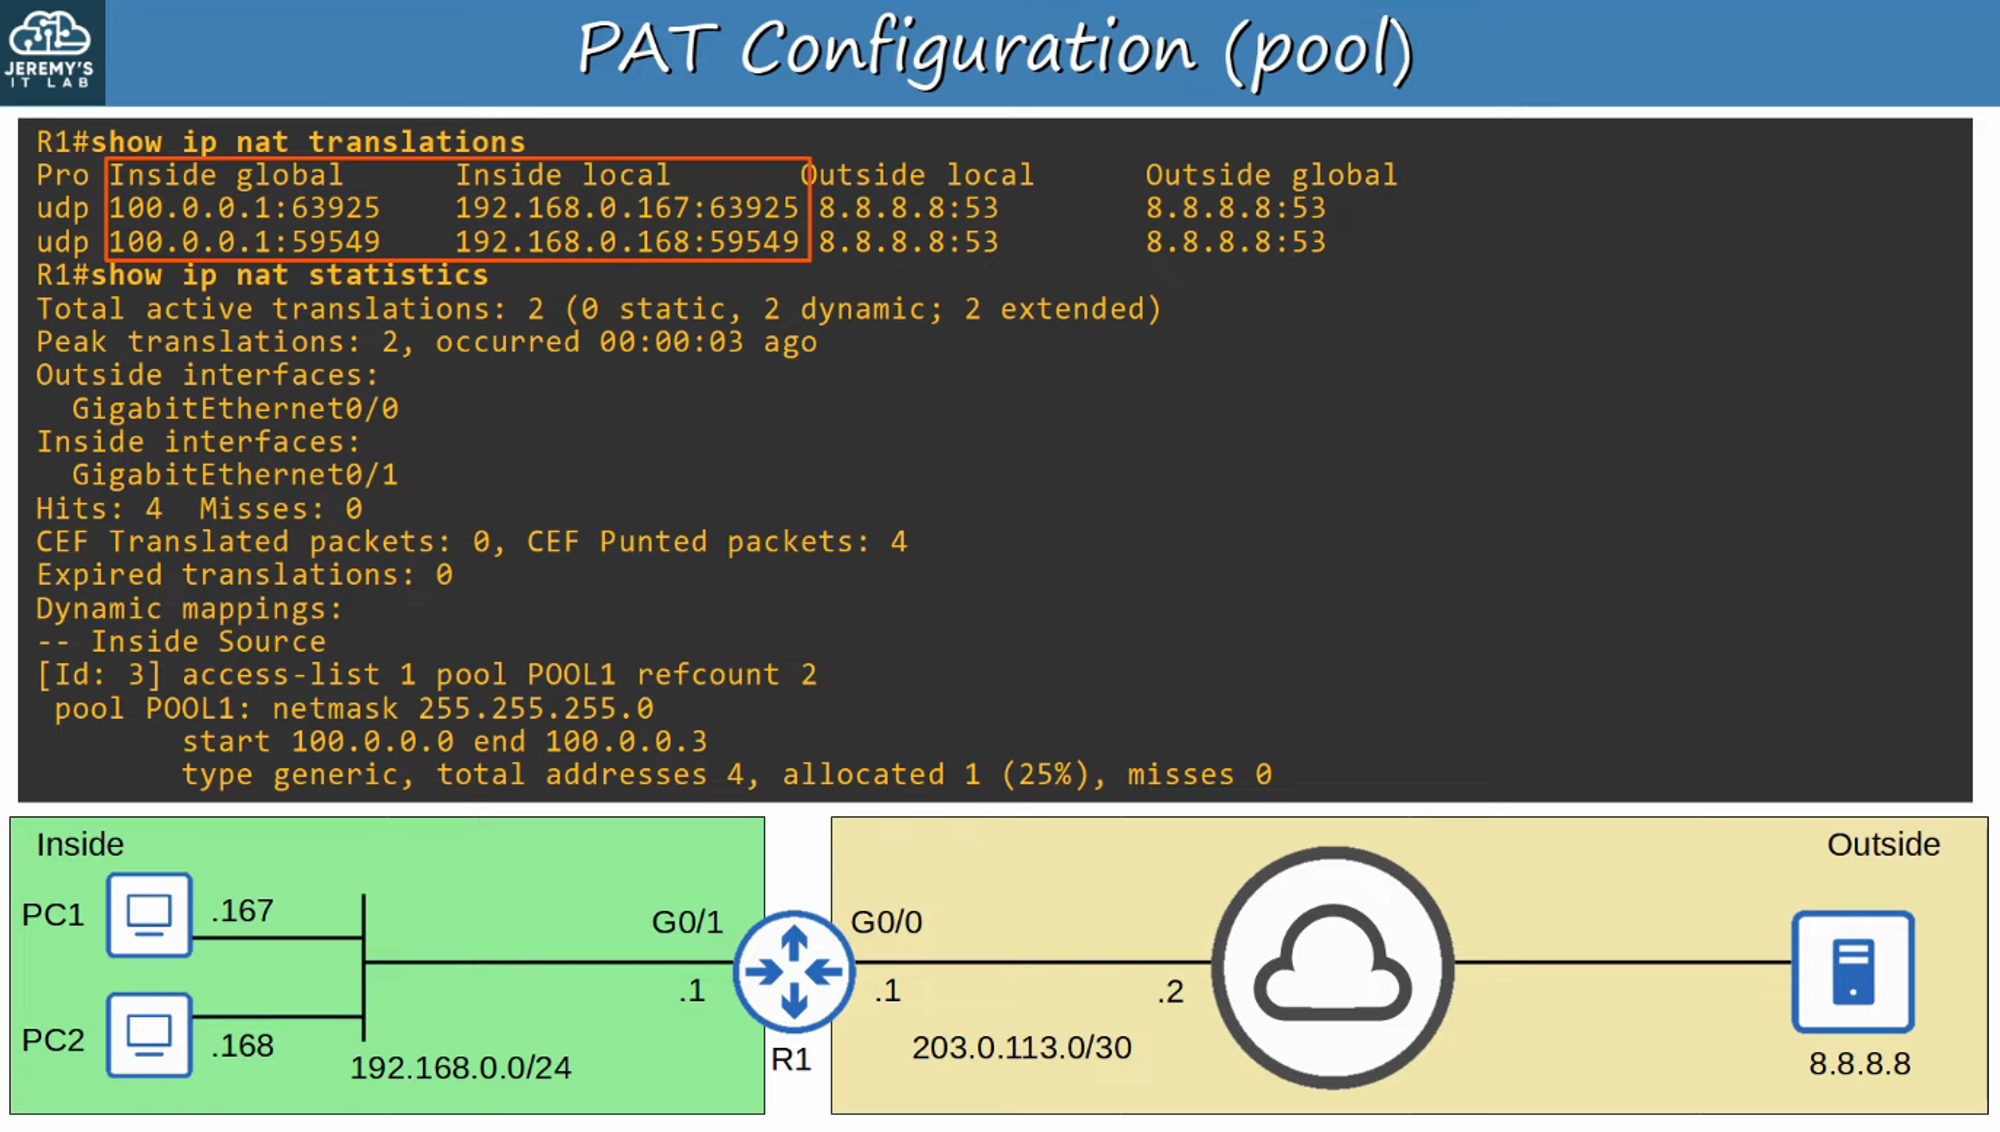 JEREMY'S
IT LAB
PAT Configuration (pool)
R1#show ip nat translations
Pro Inside global Inside local Outside local Outside global
udp 100.0.0.1:63925 192.168.0.167:63925 8.8.8.8:53 8.8.8.8:53
udp 100.0.0.1:59549 192.168.0.168:59549 8.8.8.8:53 8.8.8.8:53
R1#show ip nat statistics
Total active translations: 2 (0 static, 2 dynamic; 2 extended)
Peak translations: 2, occurred 00:00:03 ago
Outside interfaces:
GigabitEthernet0/0
Inside interfaces:
GigabitEthernet0/1
Hits: 4 Misses: 0
CEF Translated packets: 0, CEF Punted packets: 4
Expired translations: 0
Dynamic mappings:
-- Inside Source
[Id: 3] access-list 1 pool POOL1 refcount 2
pool POOL1: netmask 255.255.255.0
start 100.0.0.0 end 100.0.0.3
type generic, total addresses 4, allocated 1 (25%), misses 0
Inside
Outside
PC1
.167
G0/1
G0/0
.1
.1
.2
PC2
.168
192.168.0.0/24
R1
203.0.113.0/30
8.8.8.8